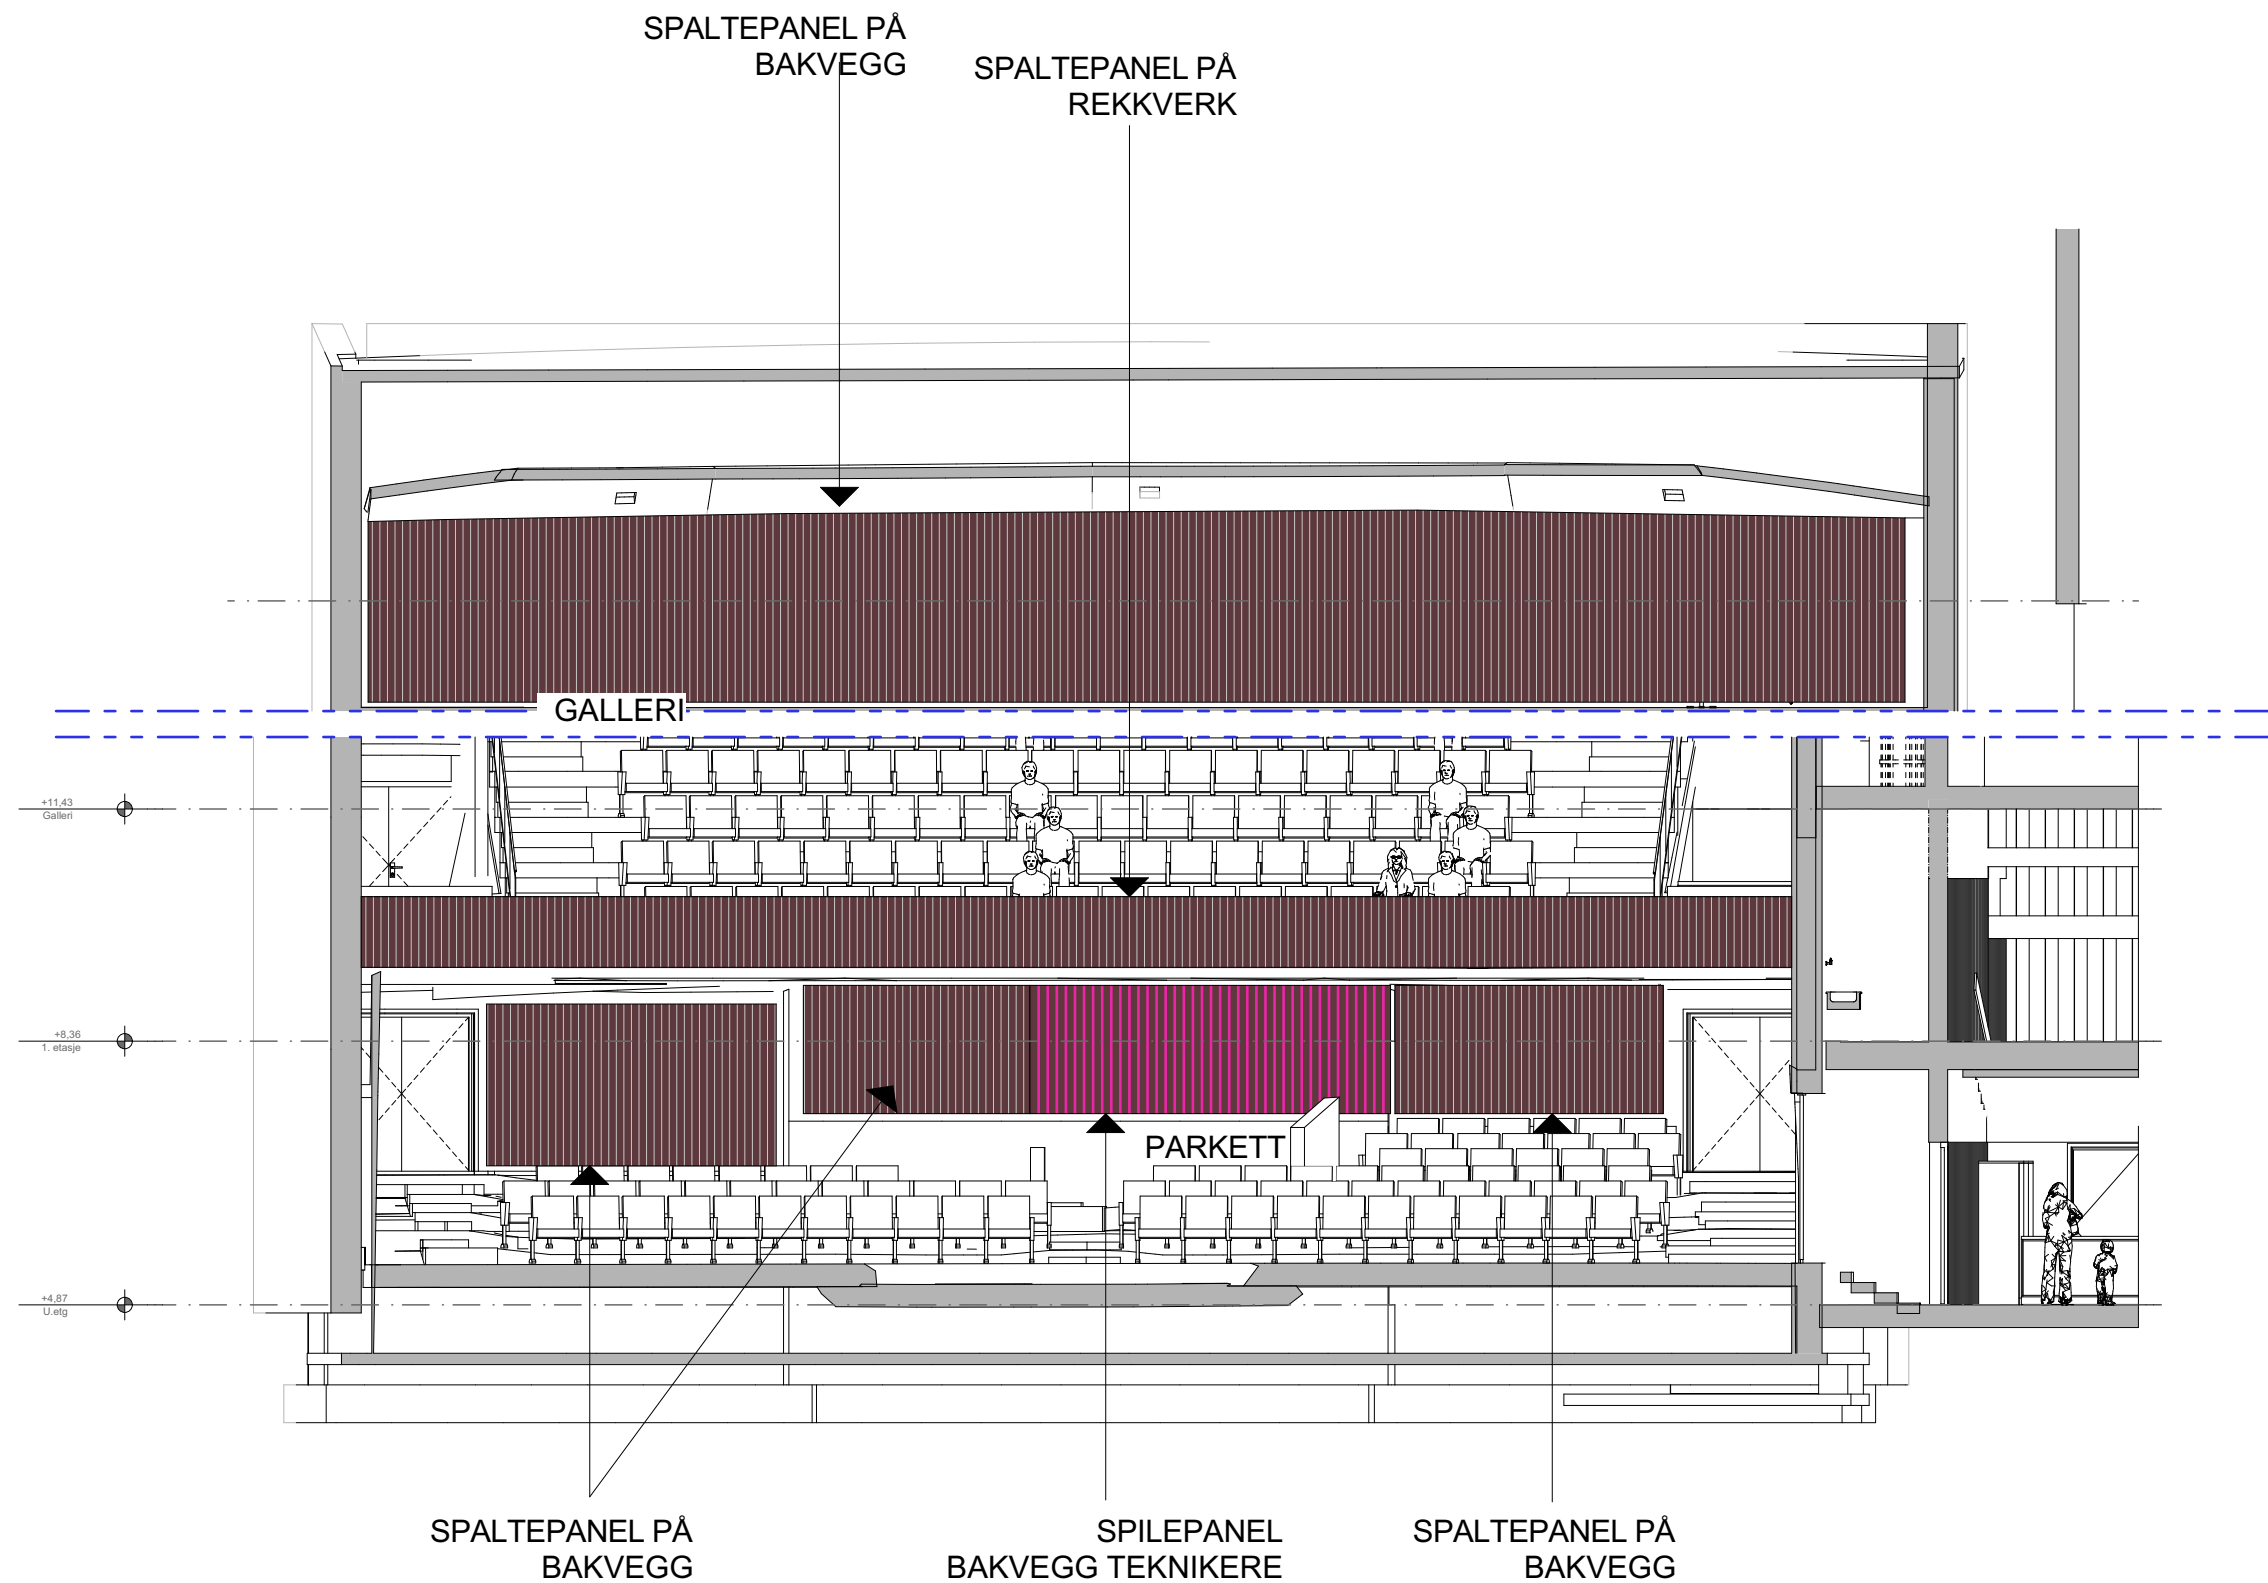 SPALTEPANEL PÅ
BAKVEGG
SPALTEPANEL PÅ
REKKVERK
GALLERI
+11,43
Galleri
+8,36
1. etasje
PARKETT
+4,87
U.etg
SPALTEPANEL PÅ
BAKVEGG
SPILEPANEL
BAKVEGG TEKNIKERE
SPALTEPANEL PÅ
BAKVEGG